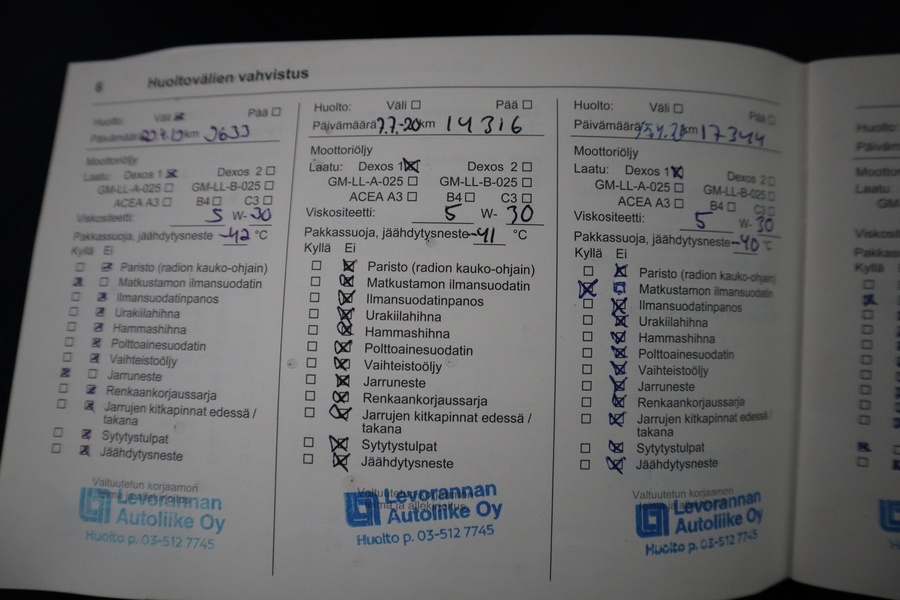 6 Huoltovälien vahvistus
Huolto: Väli Pää
Päivämäärä km
Moottoriöljy
Laatu: Dexos 1 Dexos 2
GM-LL-A-025 GM-LL-B-025
ACEA A3 B4 C3
Viskositeetti: 5 W-30
Pakkassuoja, jäähdytysneste -42 °C
Kyllä Ei
Paristo (radion kauko-ohjain)
Matkustamon ilmansuodatin
Ilmansuodatinpanos
Urakiilahihna
Hammashihna
Polttoainesuodatin
Vaihteistoöljy
Jarruneste
Renkaankorjaussarja
Jarrujen kitkapinnat edessä /
takana
Sytytystulpat
Jäähdytysneste
Valtuutetun korjaamon
Levorannan
Autoliike Oy
Huolto p. 03-512 7745
Huolto: Väli Pää
Päivämäärä 7.7-20 km 14316
Moottoriöljy
Laatu: Dexos 1 Dexos 2
GM-LL-A-025 GM-LL-B-025
ACEA A3 B4 C3
Viskositeetti: 5 W- 30
Pakkassuoja, jäähdytysneste -41 °C
Kyllä Ei
Paristo (radion kauko-ohjain)
Matkustamon ilmansuodatin
Ilmansuodatinpanos
Urakiilahihna
Hammashihna
Polttoainesuodatin
Vaihteistoöljy
Jarruneste
Renkaankorjaussarja
Jarrujen kitkapinnat edessä /
takana
Sytytystulpat
Jäähdytysneste
Levorannan
Autoliike Oy
Huolto p. 03-512 7745
Huolto: Väli Pää
Päivämäärä km 17344
Moottoriöljy
Laatu: Dexos 1 Dexos 2
GM-LL-A-025 GM-LL-B-025
ACEA A3 B4 C3
Viskositeetti: 5 W- 30
Pakkassuoja, jäähdytysneste -40 °C
Kyllä Ei
Paristo (radion kauko-ohjain)
Matkustamon ilmansuodatin
Ilmansuodatinpanos
Urakiilahihna
Hammashihna
Polttoainesuodatin
Vaihteistoöljy
Jarruneste
Renkaankorjaussarja
Jarrujen kitkapinnat edessä /
takana
Sytytystulpat
Jäähdytysneste
Valtuutetun korjaamon
Levorannan
Autoliike Oy
Huolto p. 03-512 7745